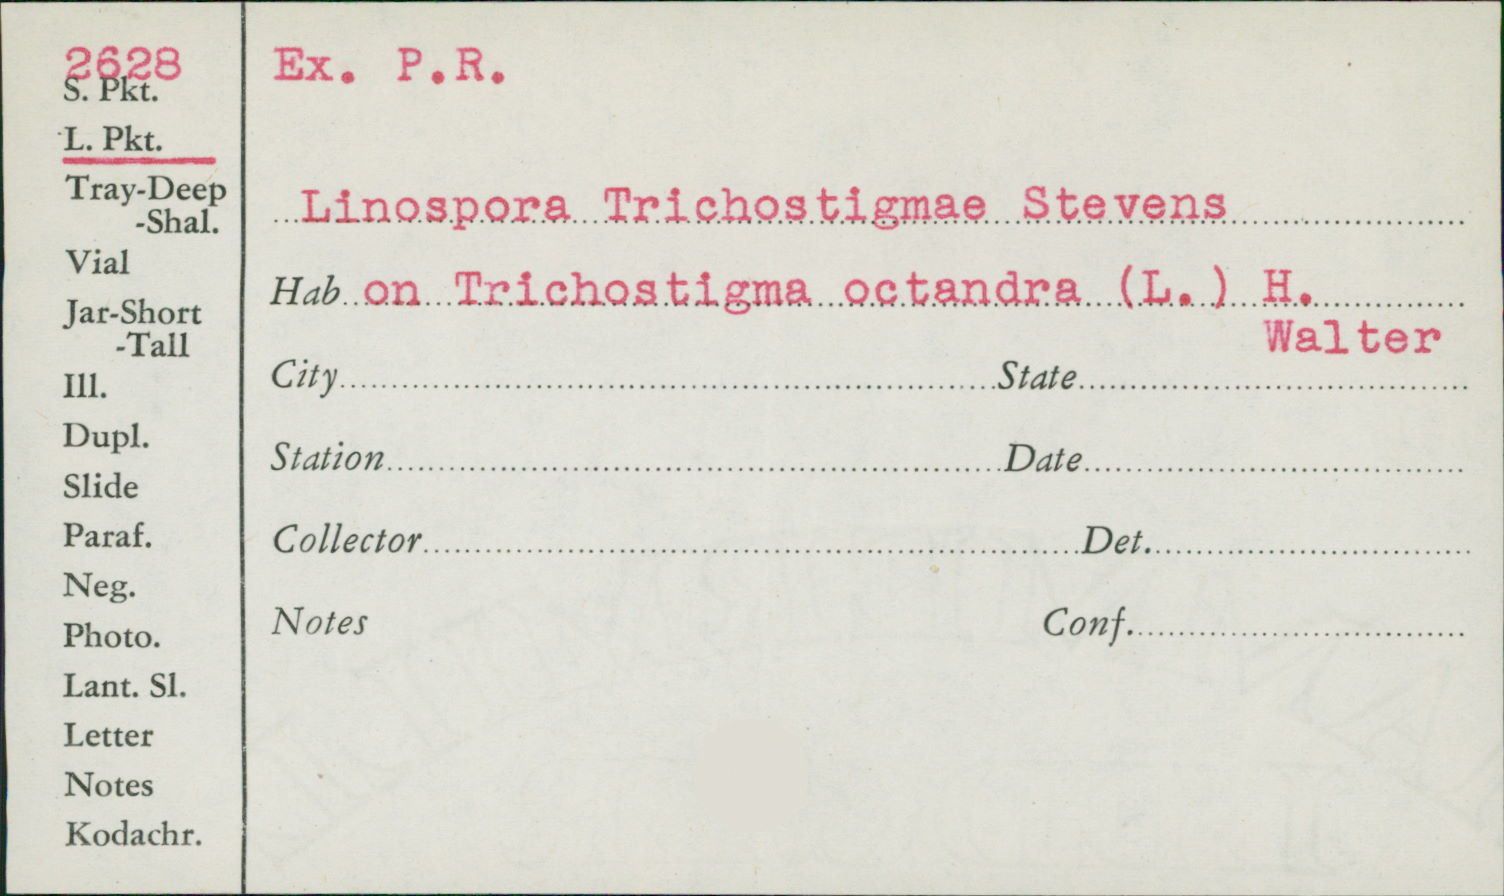 2628
S. Pkt.
L. Pkt.
Tray-Deep
-Shal.
Vial
Jar-Short
-Tall
Ill.
Dupl.
Slide
Paraf.
Neg.
Photo.
Lant. Sl.
Letter
Notes
Kodachr.
Ex. P.R.
Linospora Trichostigmae Stevens
Hab on Trichostigma octandra (L.) H.
Walter
City State
Station Date
Collector Det.
Notes Conf.